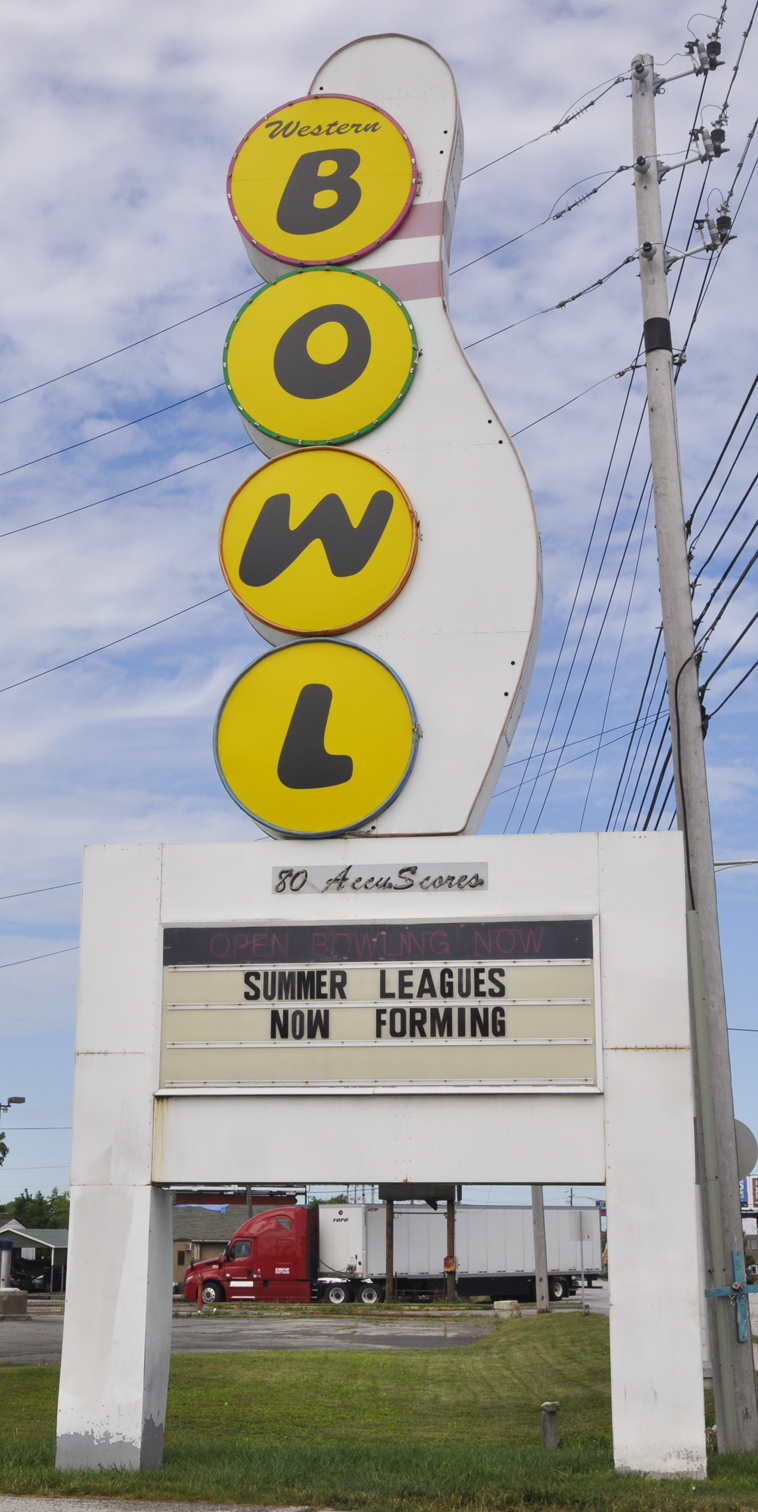 Western
B
O
W
L
80 AccuScores
OPEN BOWLING NOW
SUMMER LEAGUES
NOW FORMING